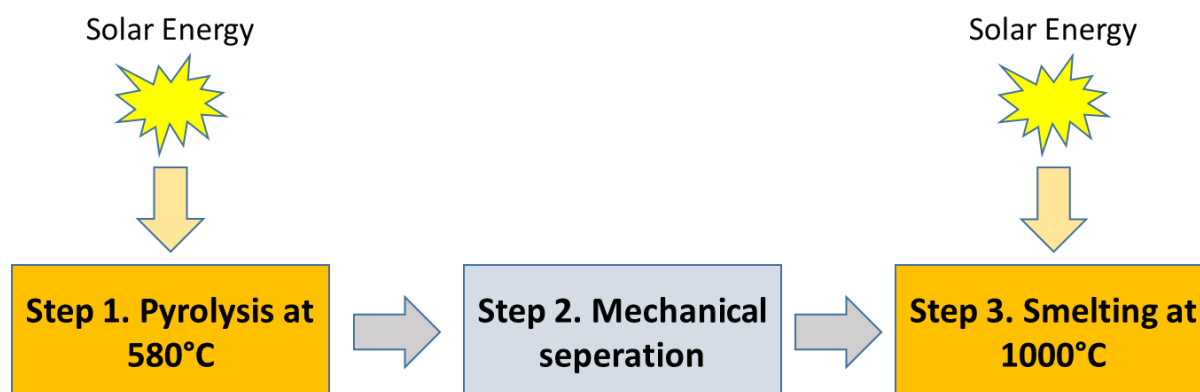 Solar Energy
Solar Energy
Step 1. Pyrolysis at
580°C
Step 2. Mechanical
seperation
Step 3. Smelting at
1000°C